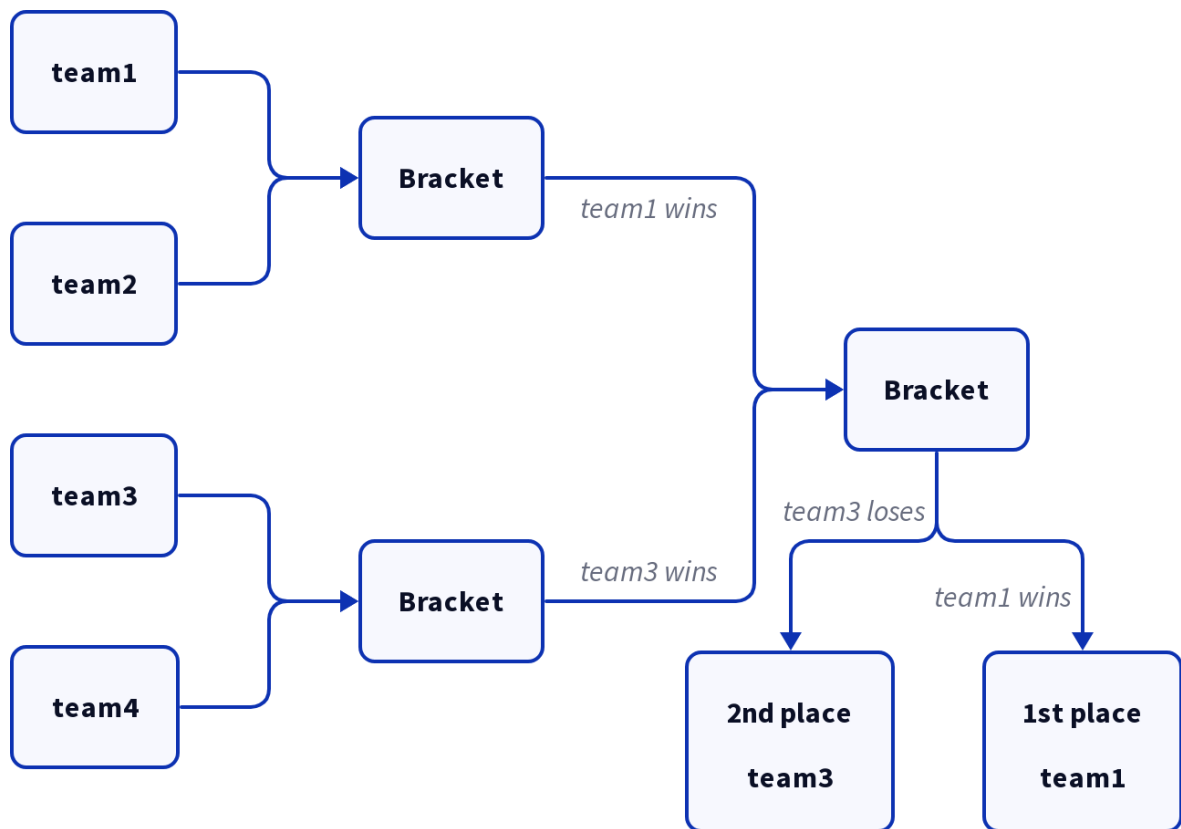 team1
team2
team3
team4
Bracket
Bracket
team1 wins
team3 wins
Bracket
team3 loses
team1 wins
2nd place
team3
1st place
team1